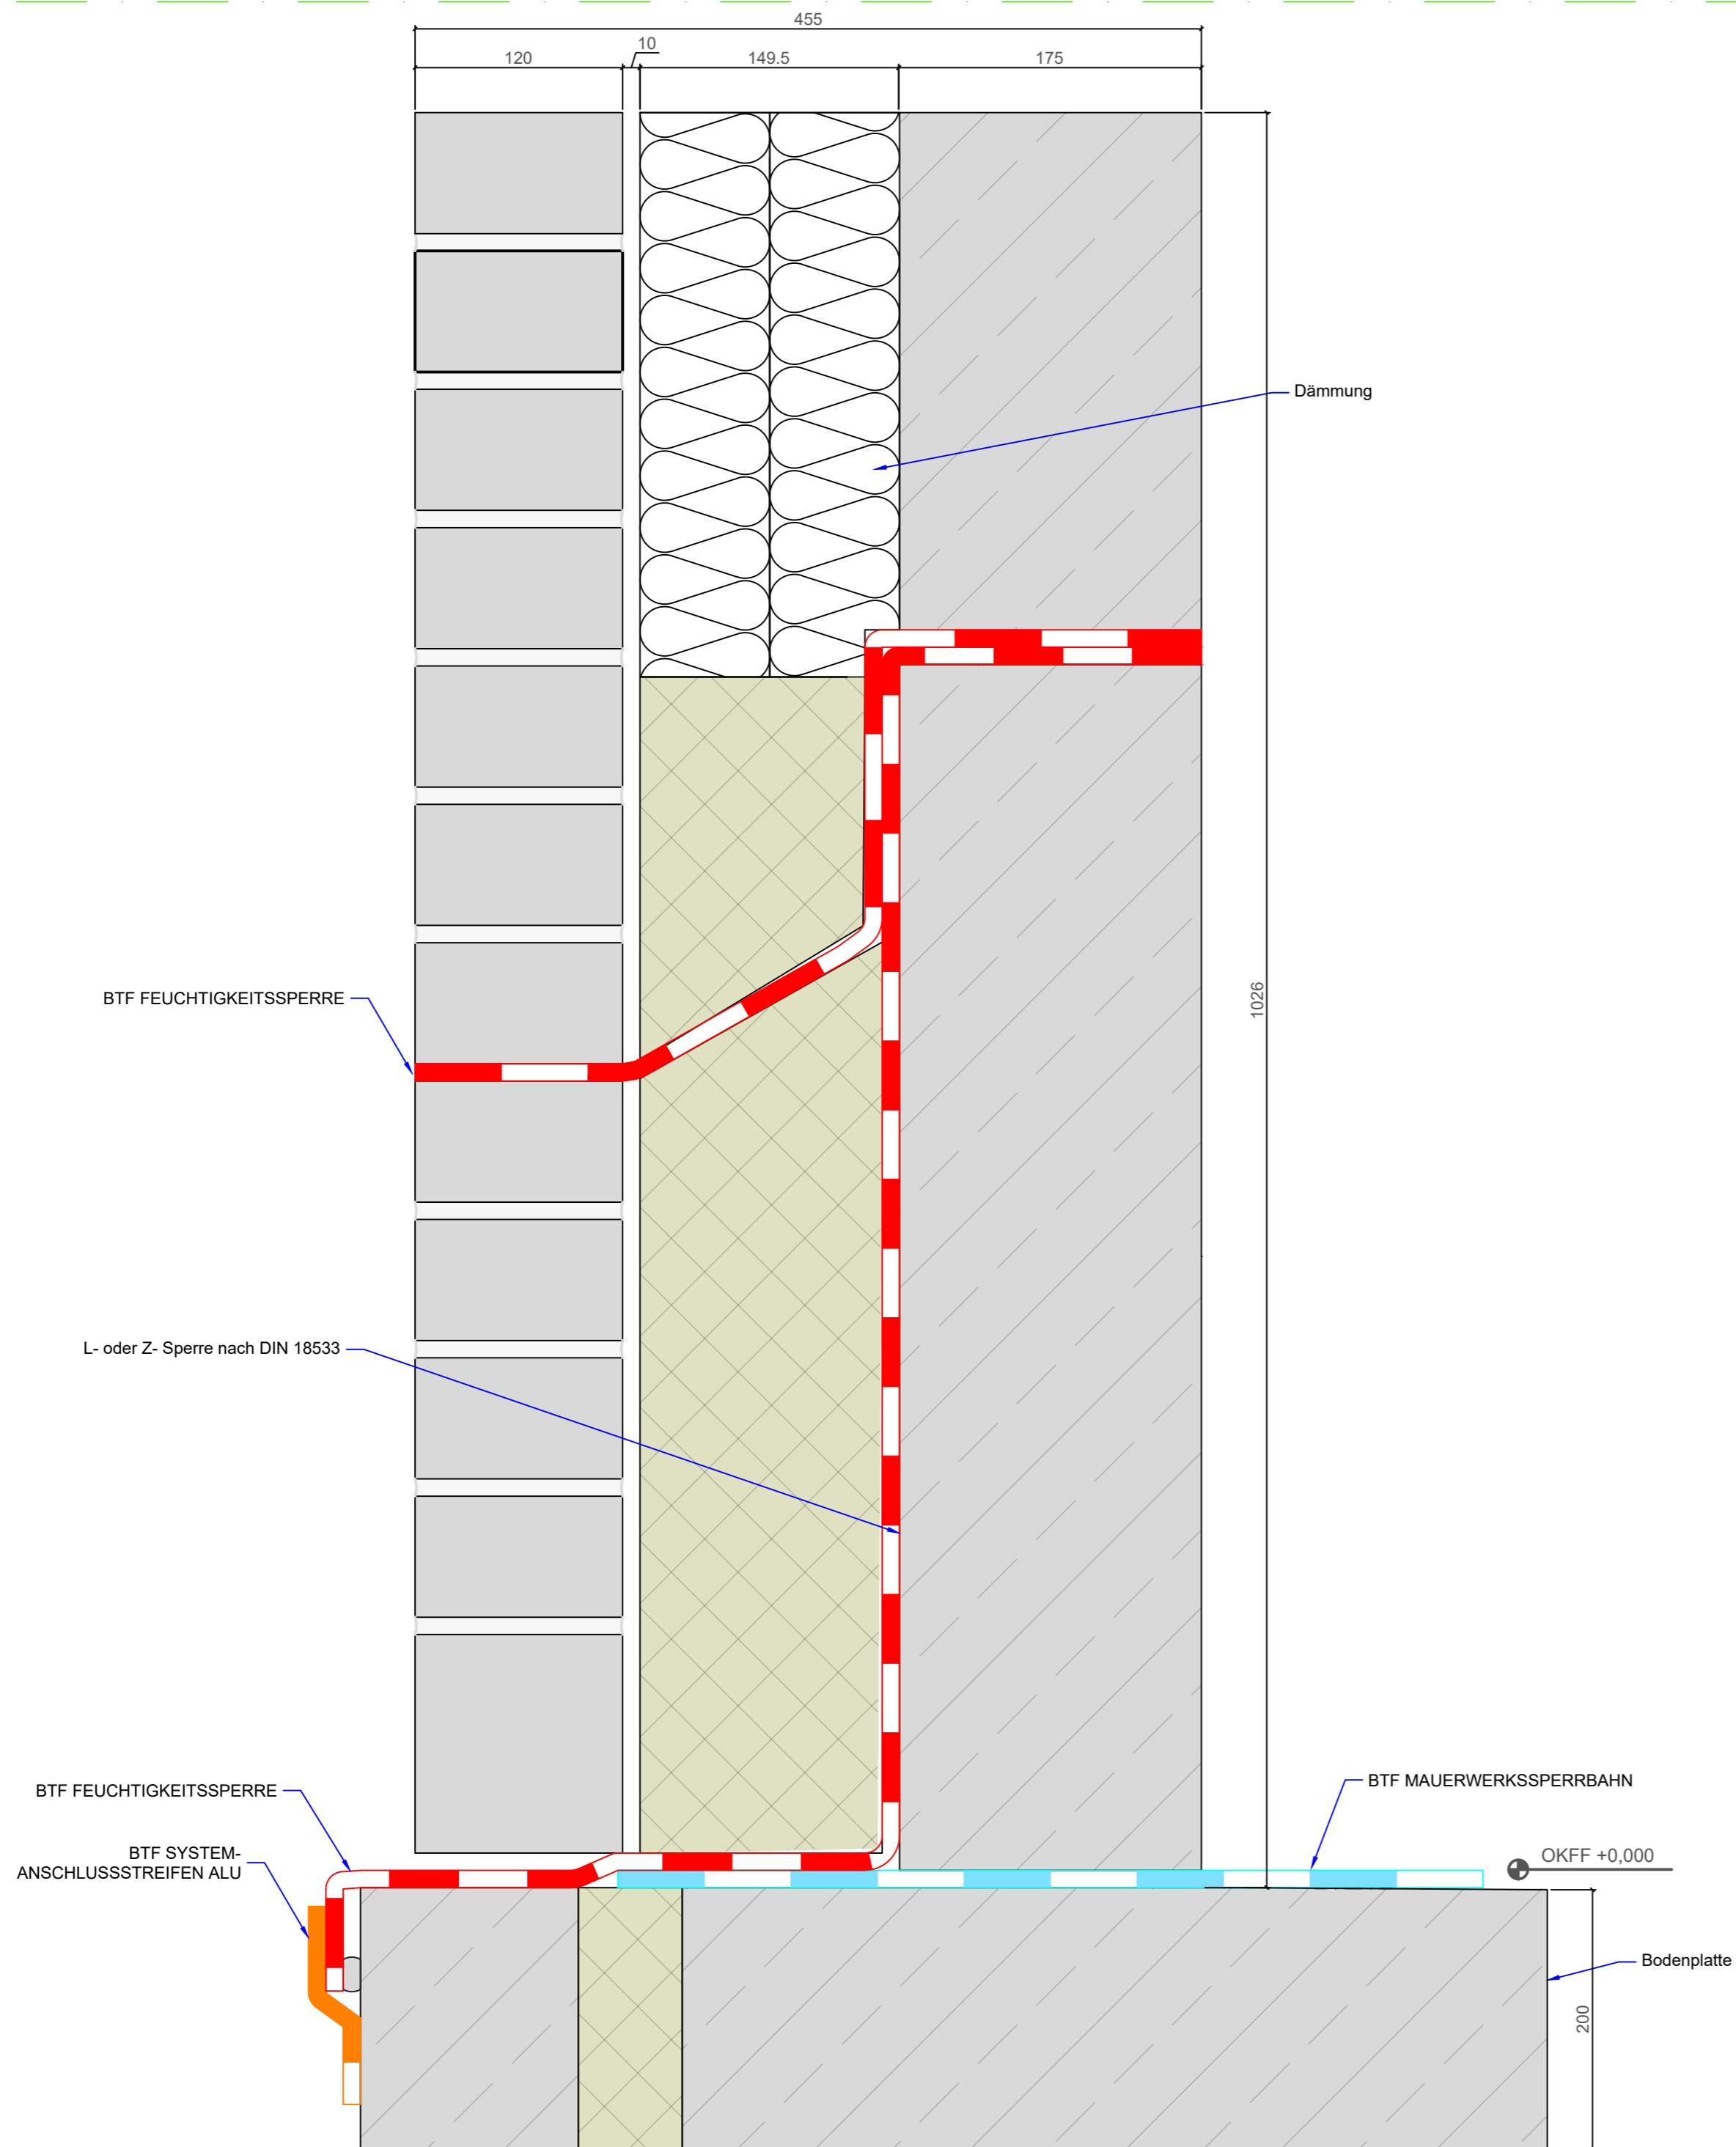 455
10
120
149.5
175
Dämmung
BTF FEUCHTIGKEITSSPERRE
1026
L- oder Z- Sperre nach DIN 18533
BTF FEUCHTIGKEITSSPERRE
BTF MAUERWERKSSPERRBAHN
BTF SYSTEM-
ANSCHLUSSSTREIFEN ALU
OKFF +0,000
Bodenplatte
200